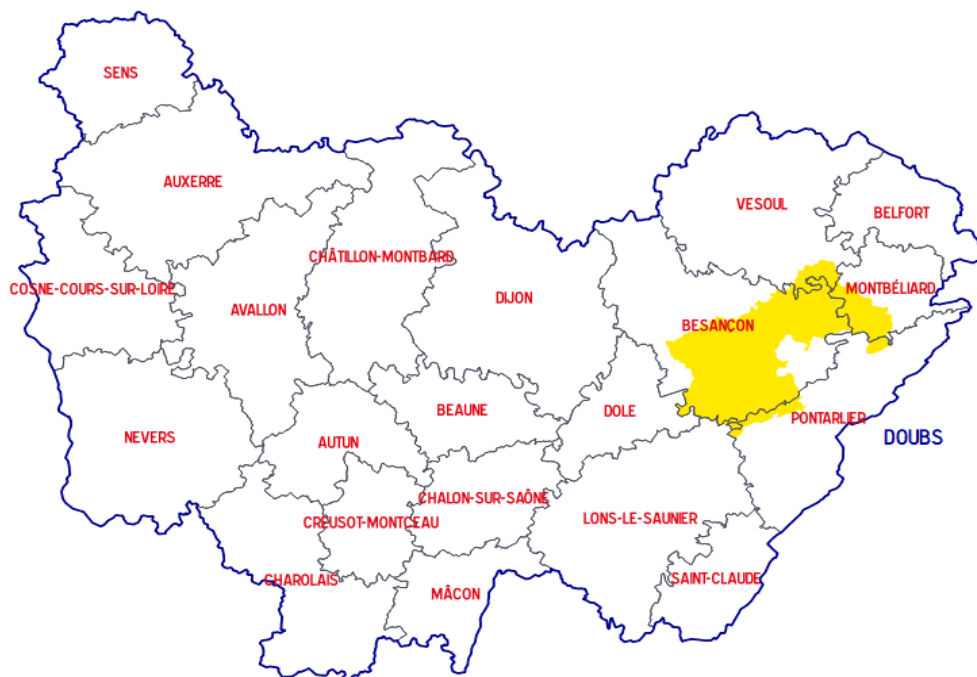 SENS
AUXERRE
VESOUL
BELFORT
CHÂTILLON-MONTBARD
COSNE-COURS-SUR-LOIRE
MONTBÉLIARD
DIJON
AVALLON
BESANÇON
BEAUNE
DOLE
PONTARLIER
NEVERS
AUTUN
DOUBS
CHALON-SUR-SAÔNE
CREUSOT-MONTCEAU
LONS-LE-SAUNIER
CHAROLAIS
SAINT-CLAUDE
MÂCON